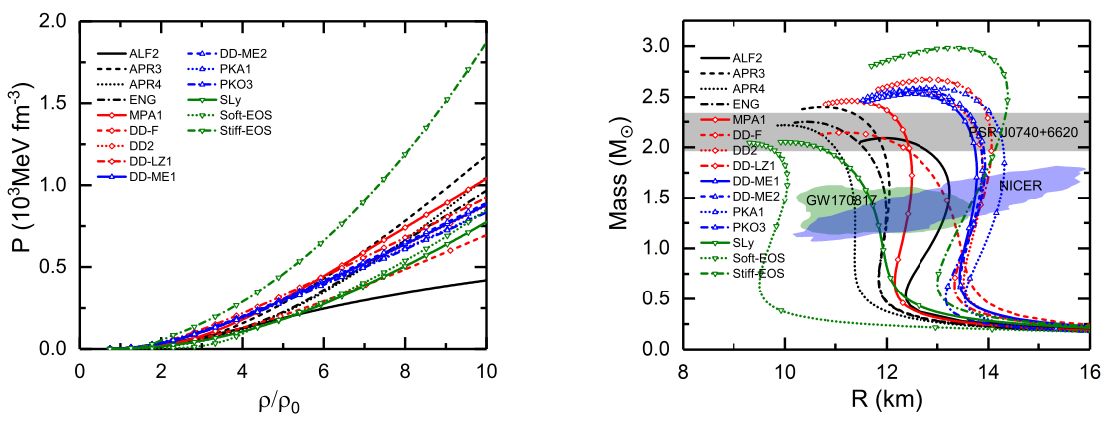 2.0
1.5
1.0
0.5
0.0
P (10³MeV fm⁻³)
ALF2
APR3
APR4
ENG
MPA1
DD-F
DD2
DD-LZ1
DD-ME1
DD-ME2
PKA1
PKO3
SLy
Soft-EOS
Stiff-EOS
0 2 4 6 8 10
ρ/ρ₀
3.0
2.5
2.0
1.5
1.0
0.5
0.0
Mass (M⊙)
ALF2
APR3
APR4
ENG
MPA1
DD-F
DD2
DD-LZ1
DD-ME1
DD-ME2
PKA1
PKO3
SLy
Soft-EOS
Stiff-EOS
PSR J0740+6620
NICER
GW170817
8 10 12 14 16
R (km)